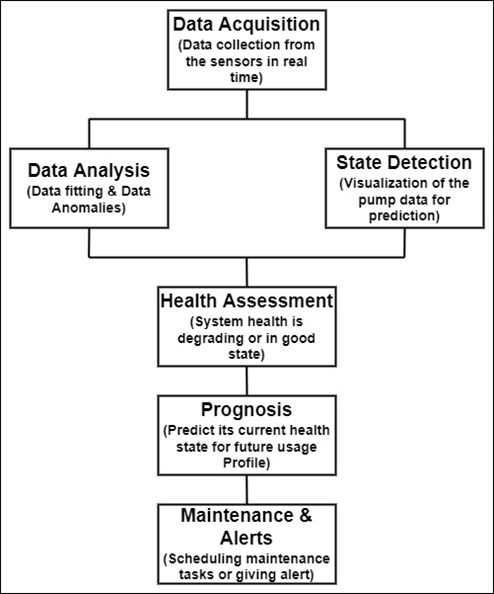 Data Acquisition
(Data collection from
the sensors in real
time)
Data Analysis
(Data fitting & Data
Anomalies)
State Detection
(Visualization of the
pump data for
prediction)
Health Assessment
(System health is
degrading or in good
state)
Prognosis
(Predict its current health
state for future usage
Profile)
Maintenance &
Alerts
(Scheduling maintenance
tasks or giving alert)